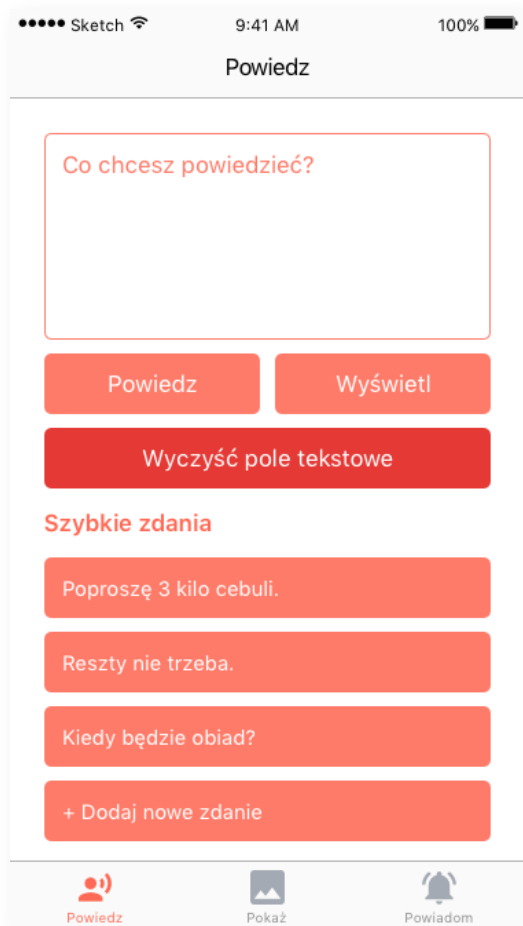 Sketch 9:41 AM 100%
Powiedz
Co chcesz powiedzieć?
Powiedz Wyświetl
Wyczyść pole tekstowe
Szybkie zdania
Poproszę 3 kilo cebuli.
Reszty nie trzeba.
Kiedy będzie obiad?
+ Dodaj nowe zdanie
Powiedz Pokaż Powiadom